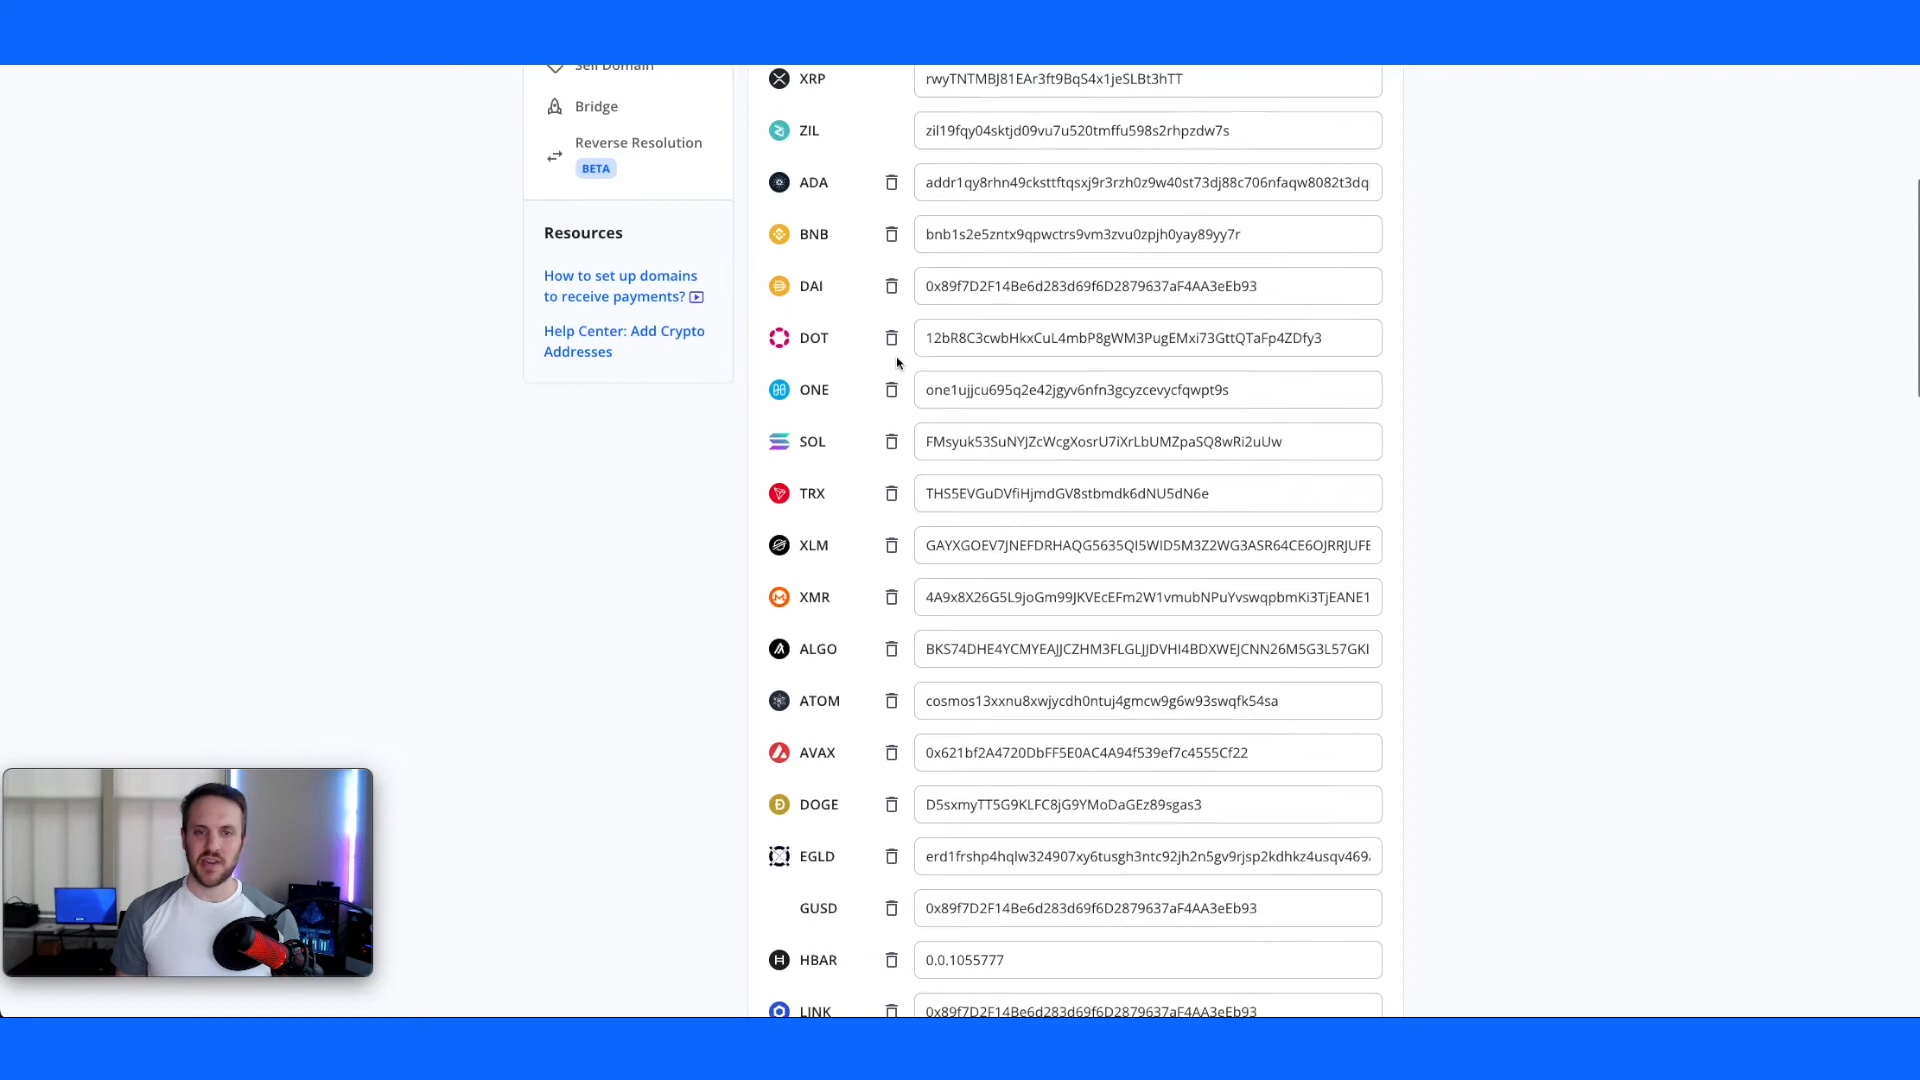 Sell Domain
Bridge
Reverse Resolution
BETA
Resources
How to set up domains
to receive payments?
Help Center: Add Crypto
Addresses
XRP rwyTNTMBJ81EAr3ft9BqS4x1jeSLBt3hTT
ZIL zil19fqy04sktjd09vu7u520tmffu598s2rhpzdw7s
ADA addr1qy8rhn49cksttftqsxj9r3rzh0z9w40st73dj88c706nfaqw8082t3dq
BNB bnb1s2e5zntx9qpwctrs9vm3zvu0zpjh0yay89yy7r
DAI 0x89f7D2F14Be6d283d69f6D2879637aF4AA3eEb93
DOT 12bR8C3cwbHkxCuL4mbP8gWM3PugEMxi73GttQTaFp4ZDfy3
ONE one1ujjcu695q2e42jgyv6nfn3gcyzcevycfqwpt9s
SOL FMsyuk53SuNYJZcWcgXosrU7iXrLbUMZpaSQ8wRi2uUw
TRX THS5EVGuDVfiHjmdGV8stbmdk6dNU5dN6e
XLM GAYXGOEV7JNEFDRHAQG5635QI5WID5M3Z2WG3ASR64CE6OJRRJUFE
XMR 4A9x8X26G5L9joGm99JKVEcEFm2W1vmubNPuYvswqpbmKi3TjEANE1
ALGO BKS74DHE4YCMYEAJJCZHM3FLGLJJDVHI4BDXWEJCNN26M5G3L57GKI
ATOM cosmos13xxnu8xwjycdh0ntuj4gmcw9g6w93swqfk54sa
AVAX 0x621bf2A4720DbFF5E0AC4A94f539ef7c4555Cf22
DOGE D5sxmyTT5G9KLFC8jG9YMoDaGEz89sgas3
EGLD erd1frshp4hqlw324907xy6tusgh3ntc92jh2n5gv9rjsp2kdhkz4usqv469
GUSD 0x89f7D2F14Be6d283d69f6D2879637aF4AA3eEb93
HBAR 0.0.1055777
LINK 0x89f7D2F14Be6d283d69f6D2879637aF4AA3eEb93